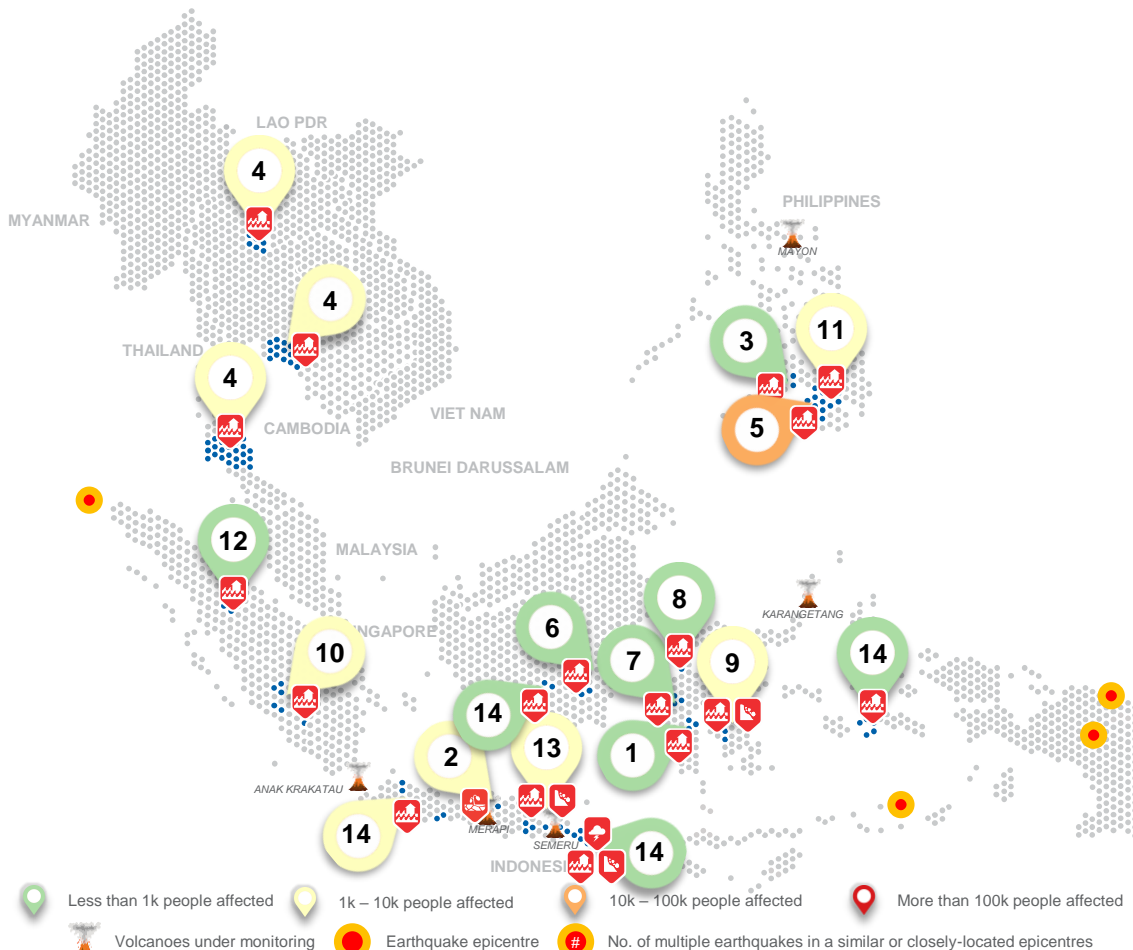 LAO PDR
4
MYANMAR
PHILIPPINES
MAYON
4
THAILAND
3
11
4
VIET NAM
CAMBODIA
5
BRUNEI DARUSSALAM
12
MALAYSIA
8
KARANGETANG
6
INGAPORE
10
7
9
14
14
13
2
1
ANAK KRAKATAU
14
MERAPI
SEMERU
14
INDONESI
Less than 1k people affected
1k – 10k people affected
10k – 100k people affected
More than 100k people affected
Volcanoes under monitoring
Earthquake epicentre
#
No. of multiple earthquakes in a similar or closely-located epicentres